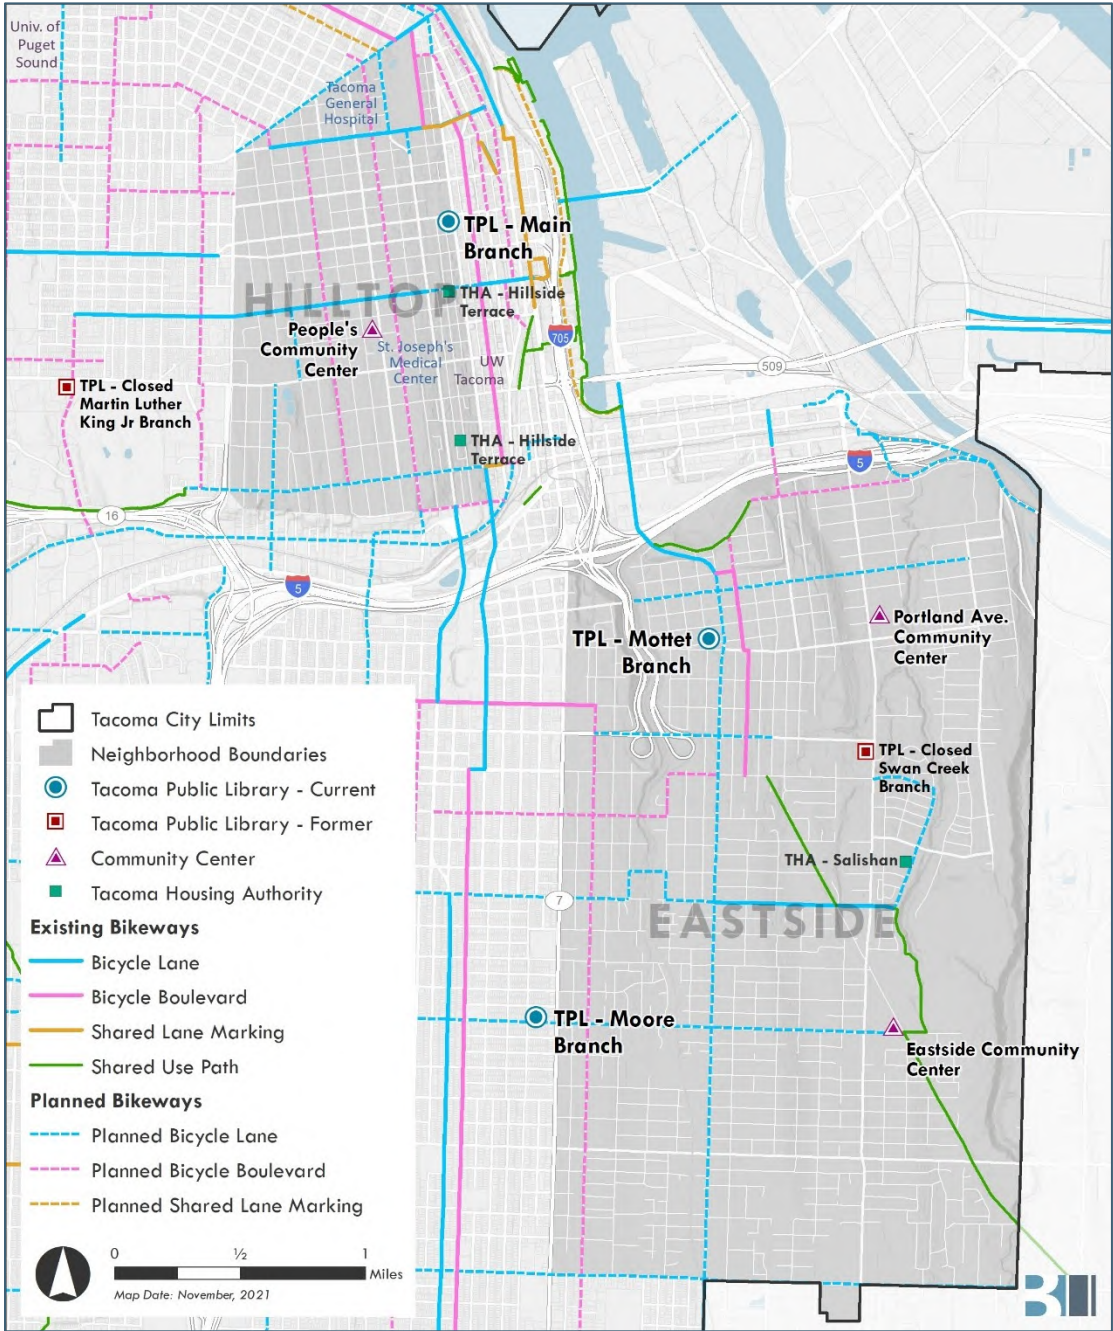 Univ. of
Puget
Sound
Tacoma
General
Hospital
TPL - Main
Branch
HILLTOP
THA - Hillside
Terrace
People's
Community
Center
St. Joseph's
Medical
Center
UW
Tacoma
705
509
TPL - Closed
Martin Luther
King Jr Branch
THA - Hillside
Terrace
5
16
5
TPL - Mottet
Branch
Portland Ave.
Community
Center
TPL - Closed
Swan Creek
Branch
THA - Salishan
7
EASTSIDE
TPL - Moore
Branch
Eastside Community
Center
Tacoma City Limits
Neighborhood Boundaries
Tacoma Public Library - Current
Tacoma Public Library - Former
Community Center
Tacoma Housing Authority
Existing Bikeways
Bicycle Lane
Bicycle Boulevard
Shared Lane Marking
Shared Use Path
Planned Bikeways
Planned Bicycle Lane
Planned Bicycle Boulevard
Planned Shared Lane Marking
0 ½ 1
Miles
Map Date: November, 2021